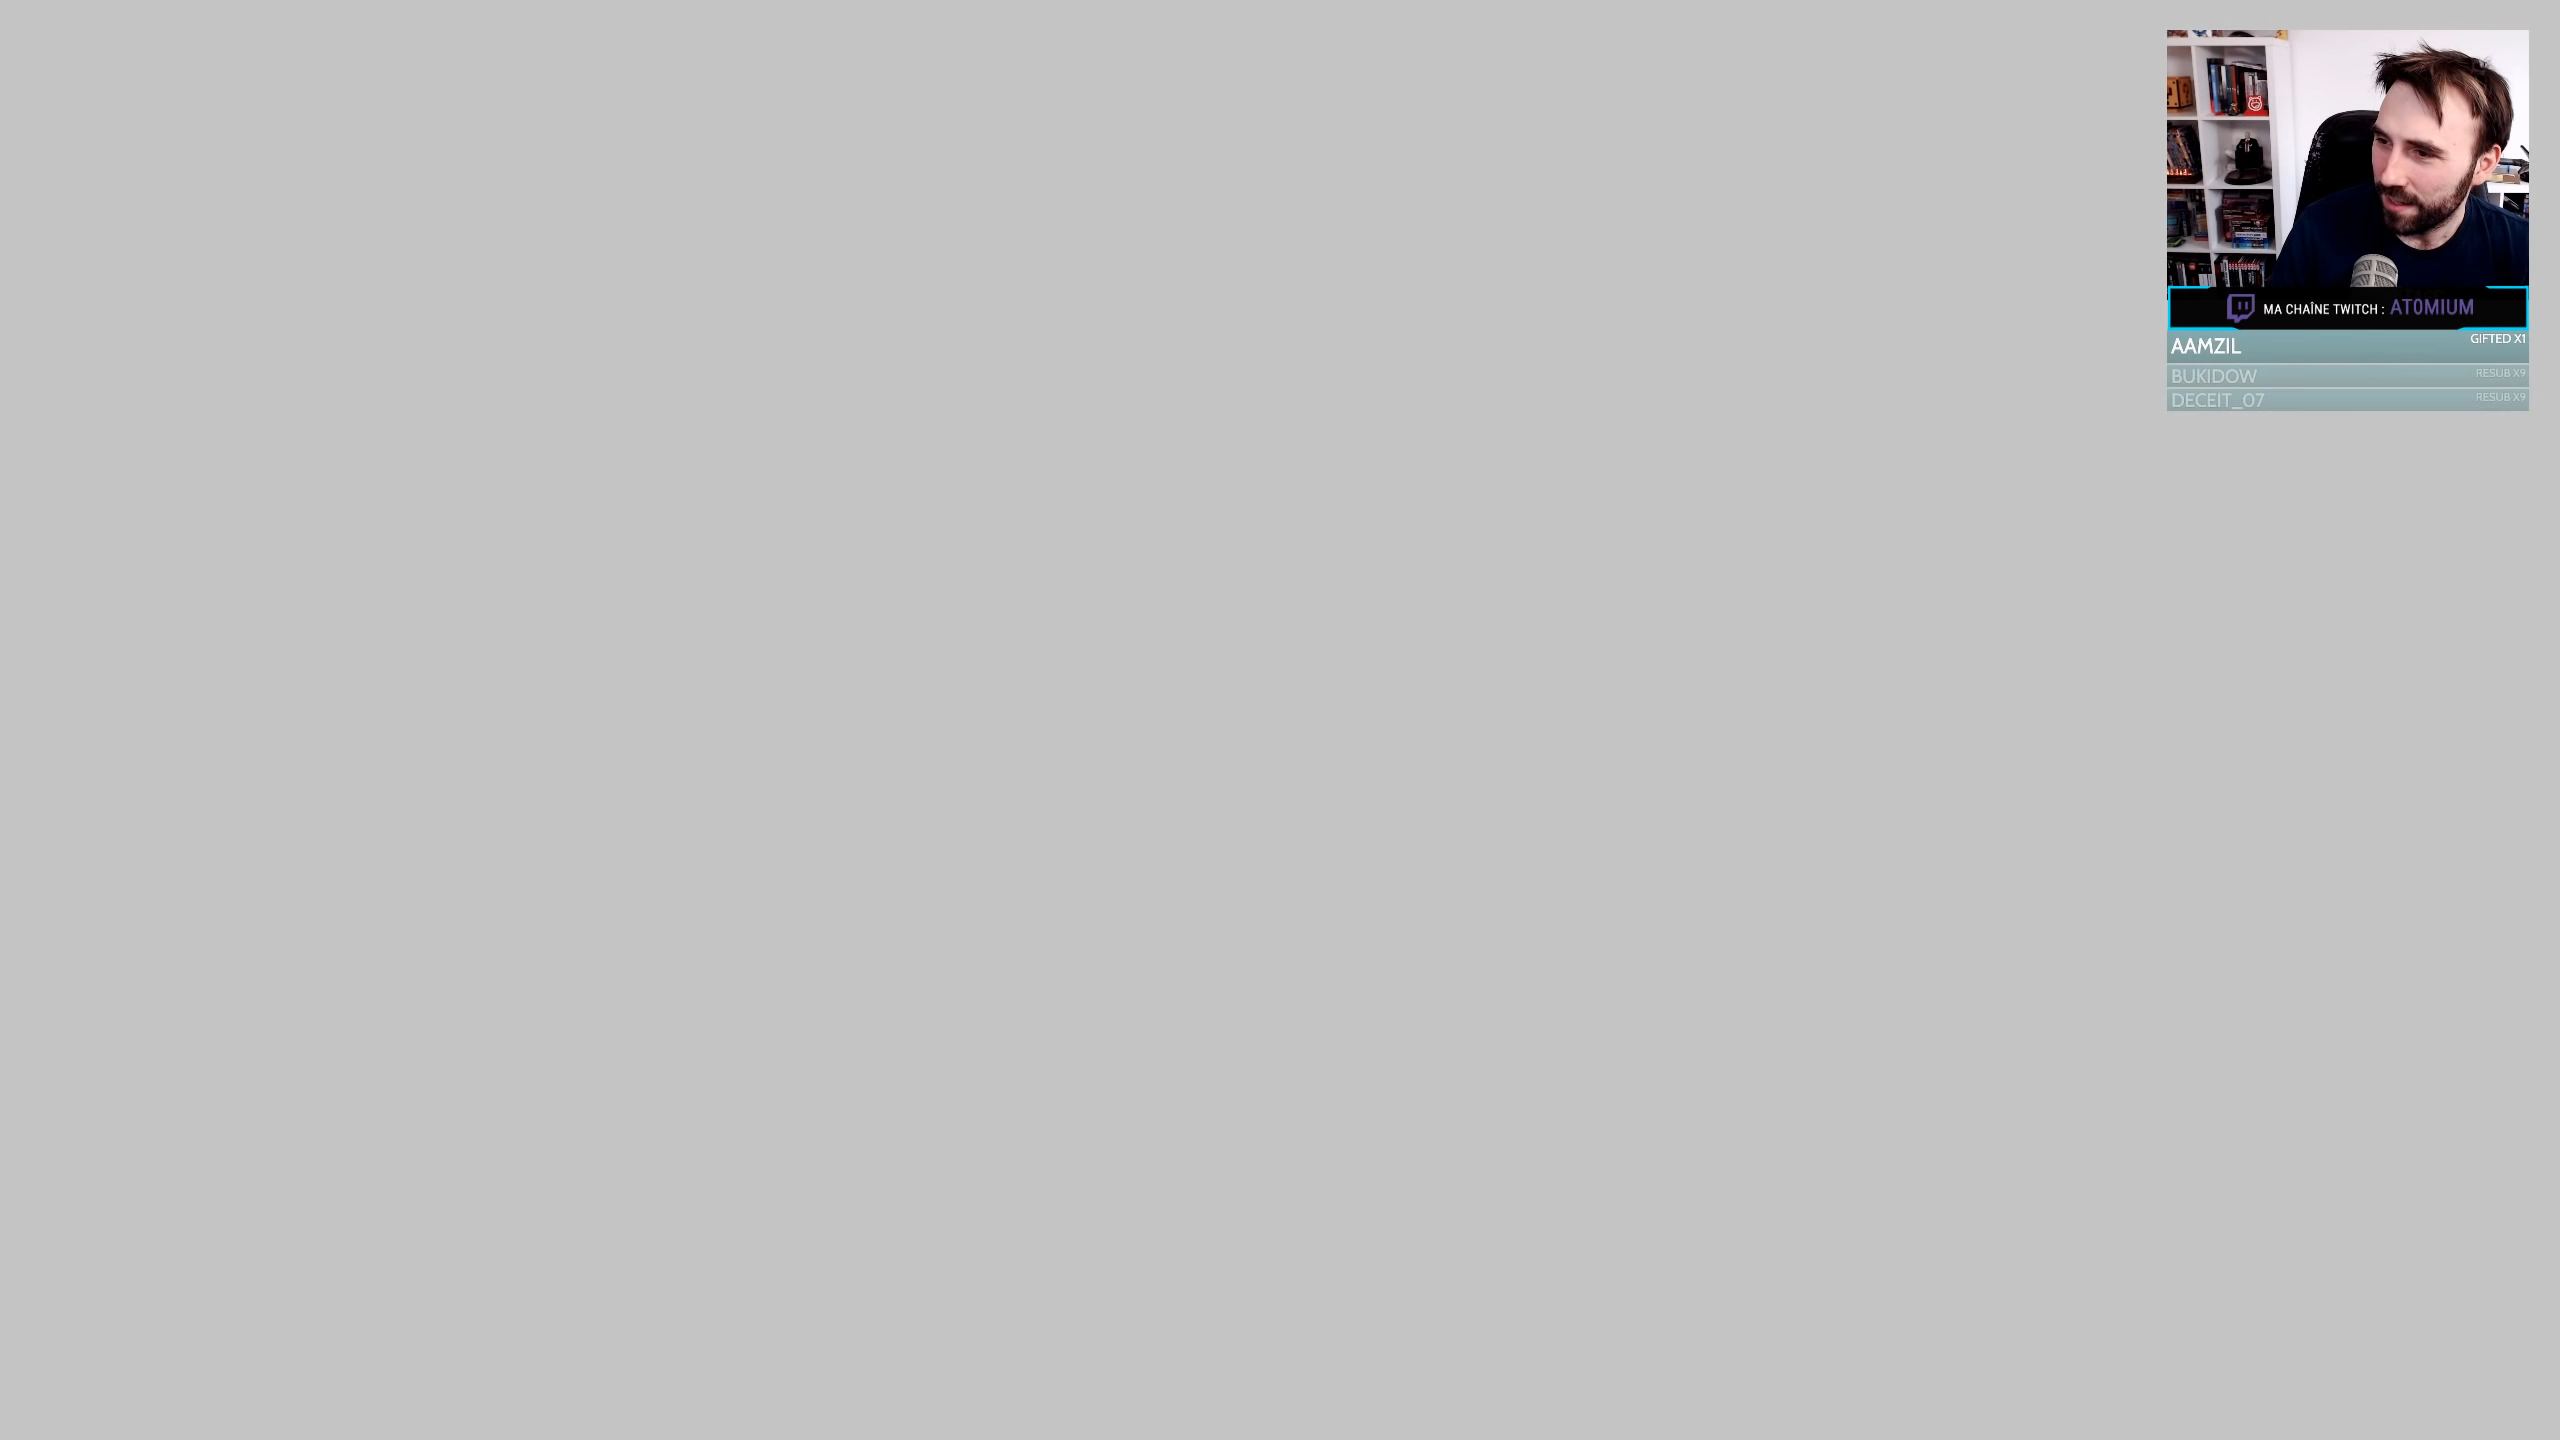 MA CHAÎNE TWITCH : AT0MIUM
AAMZIL GIFTED X1
BUKIDOW RESUB X9
DECEIT_07 RESUB X9